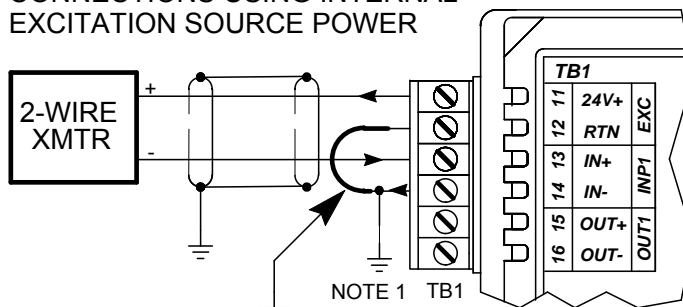 CONNECTIONS USING INTERNAL
EXCITATION SOURCE POWER
2-WIRE
XMTR
+
-
NOTE 1
TB1
TB1
11 24V+
12 RTN
EXC
13 IN+
14 IN-
INP1
15 OUT+
16 OUT-
OUT1